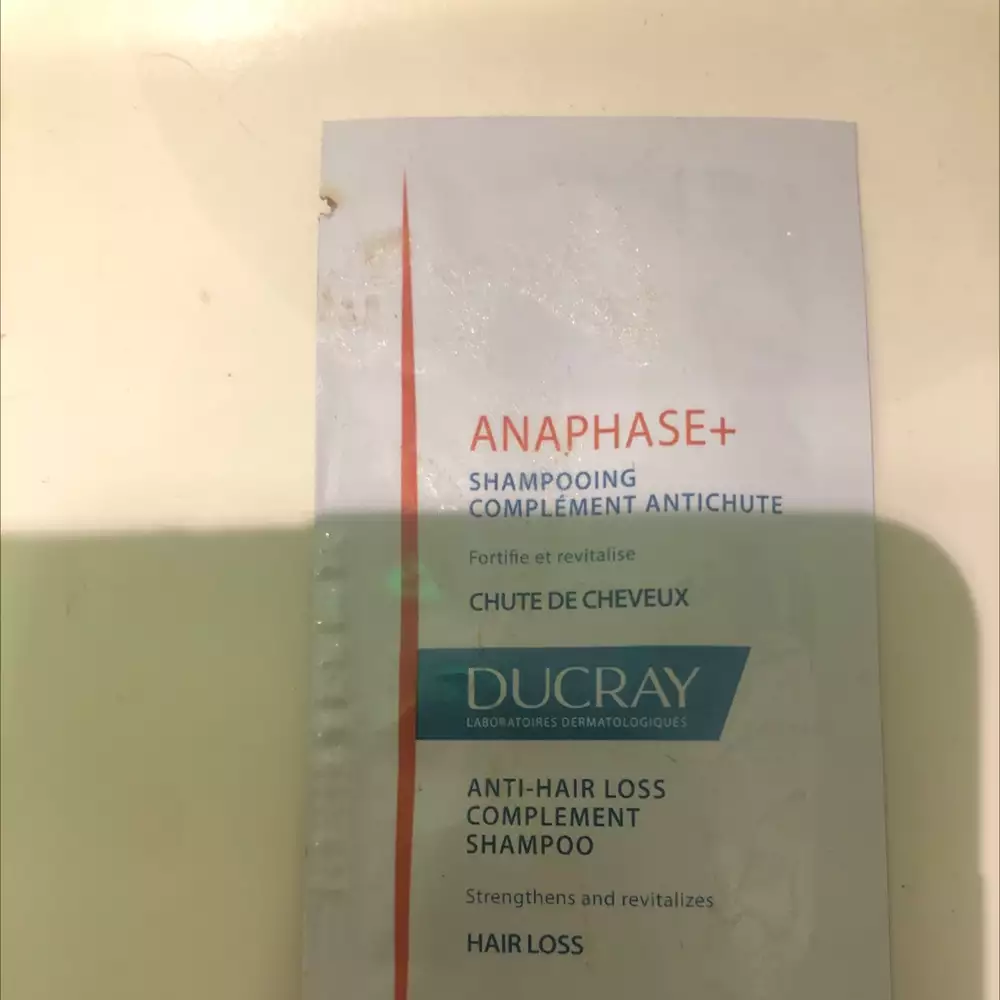 ANAPHASE+
SHAMPOOING
COMPLÉMENT ANTICHUTE
Fortifie et revitalise
CHUTE DE CHEVEUX
DUCRAY
LABORATOIRES DERMATOLOGIQUES
ANTI-HAIR LOSS
COMPLEMENT
SHAMPOO
Strengthens and revitalizes
HAIR LOSS